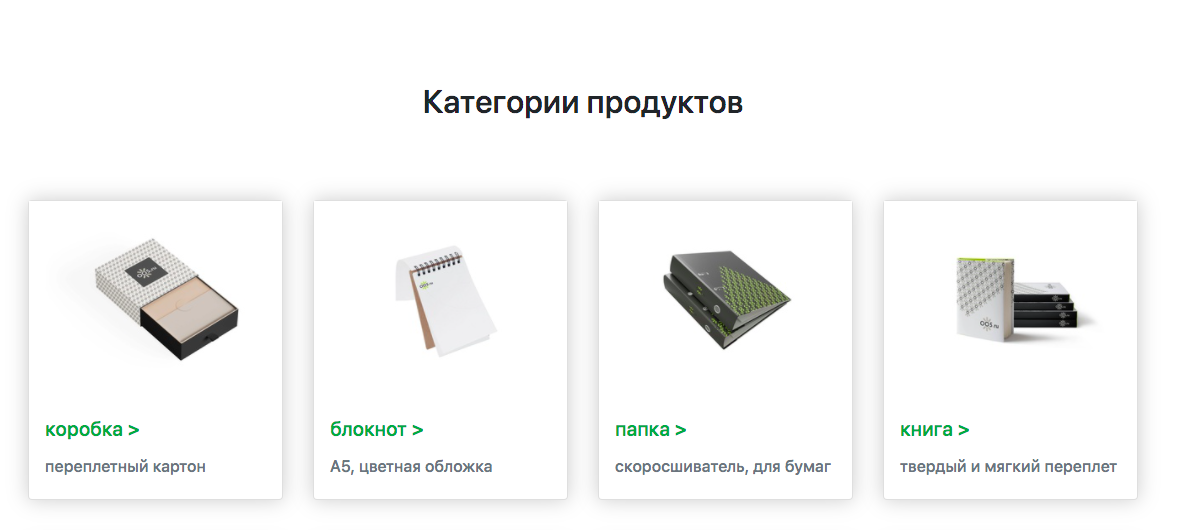 Категории продуктов
коробка >
переплетный картон
блокнот >
А5, цветная обложка
папка >
скоросшиватель, для бумаг
книга >
твердый и мягкий переплет